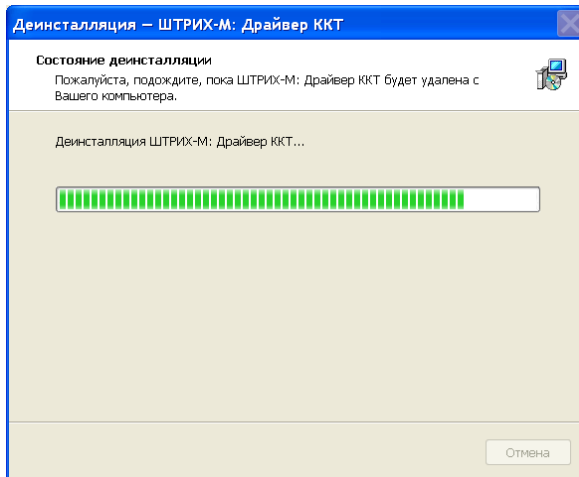 Деинсталляция — ШТРИХ-М: Драйвер ККТ
Состояние деинсталляции
Пожалуйста, подождите, пока ШТРИХ-М: Драйвер ККТ будет удалена с
Вашего компьютера.
Деинсталляция ШТРИХ-М: Драйвер ККТ...
Отмена